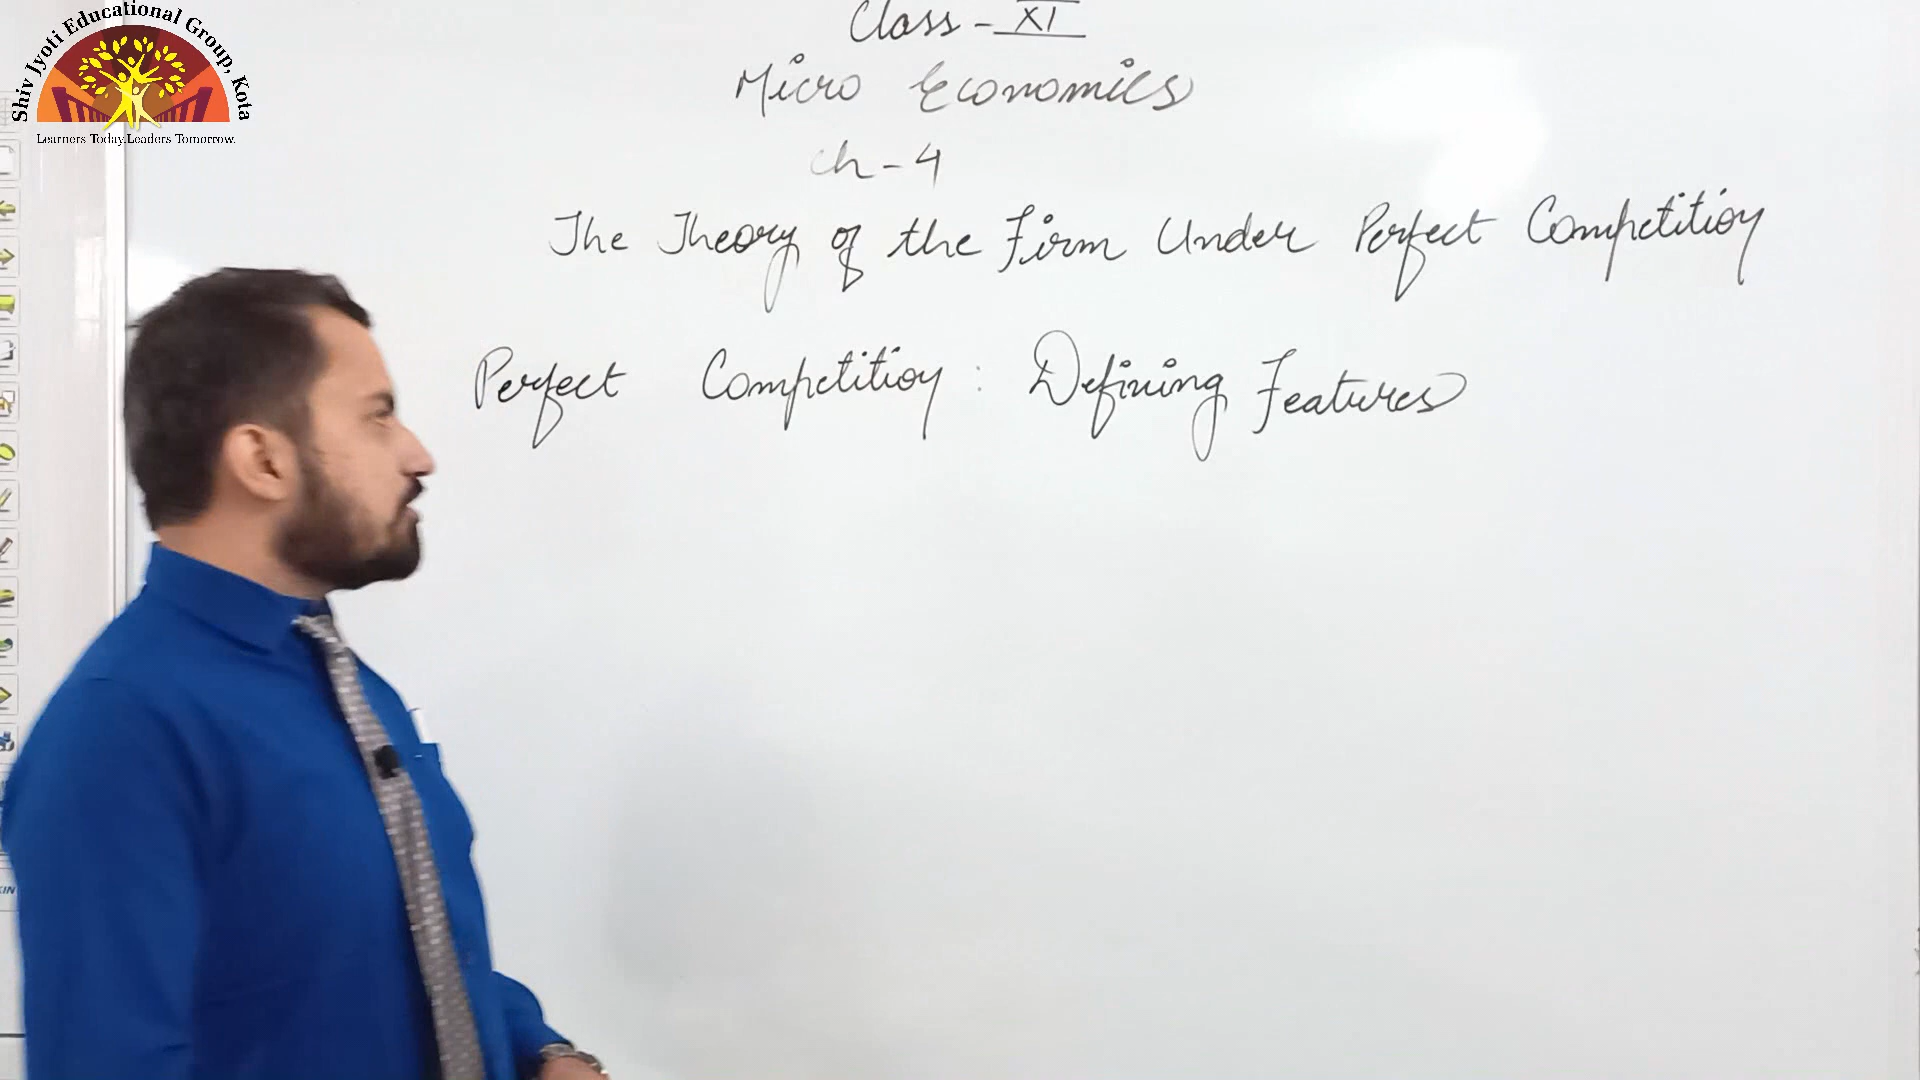 Shiv Jyoti Educational Group, Kota
Learners Today,Leaders Tomorrow.
Class - XI
Micro Economics
Ch - 4
The Theory of the Firm Under Perfect Competition
Perfect Competition : Defining Features